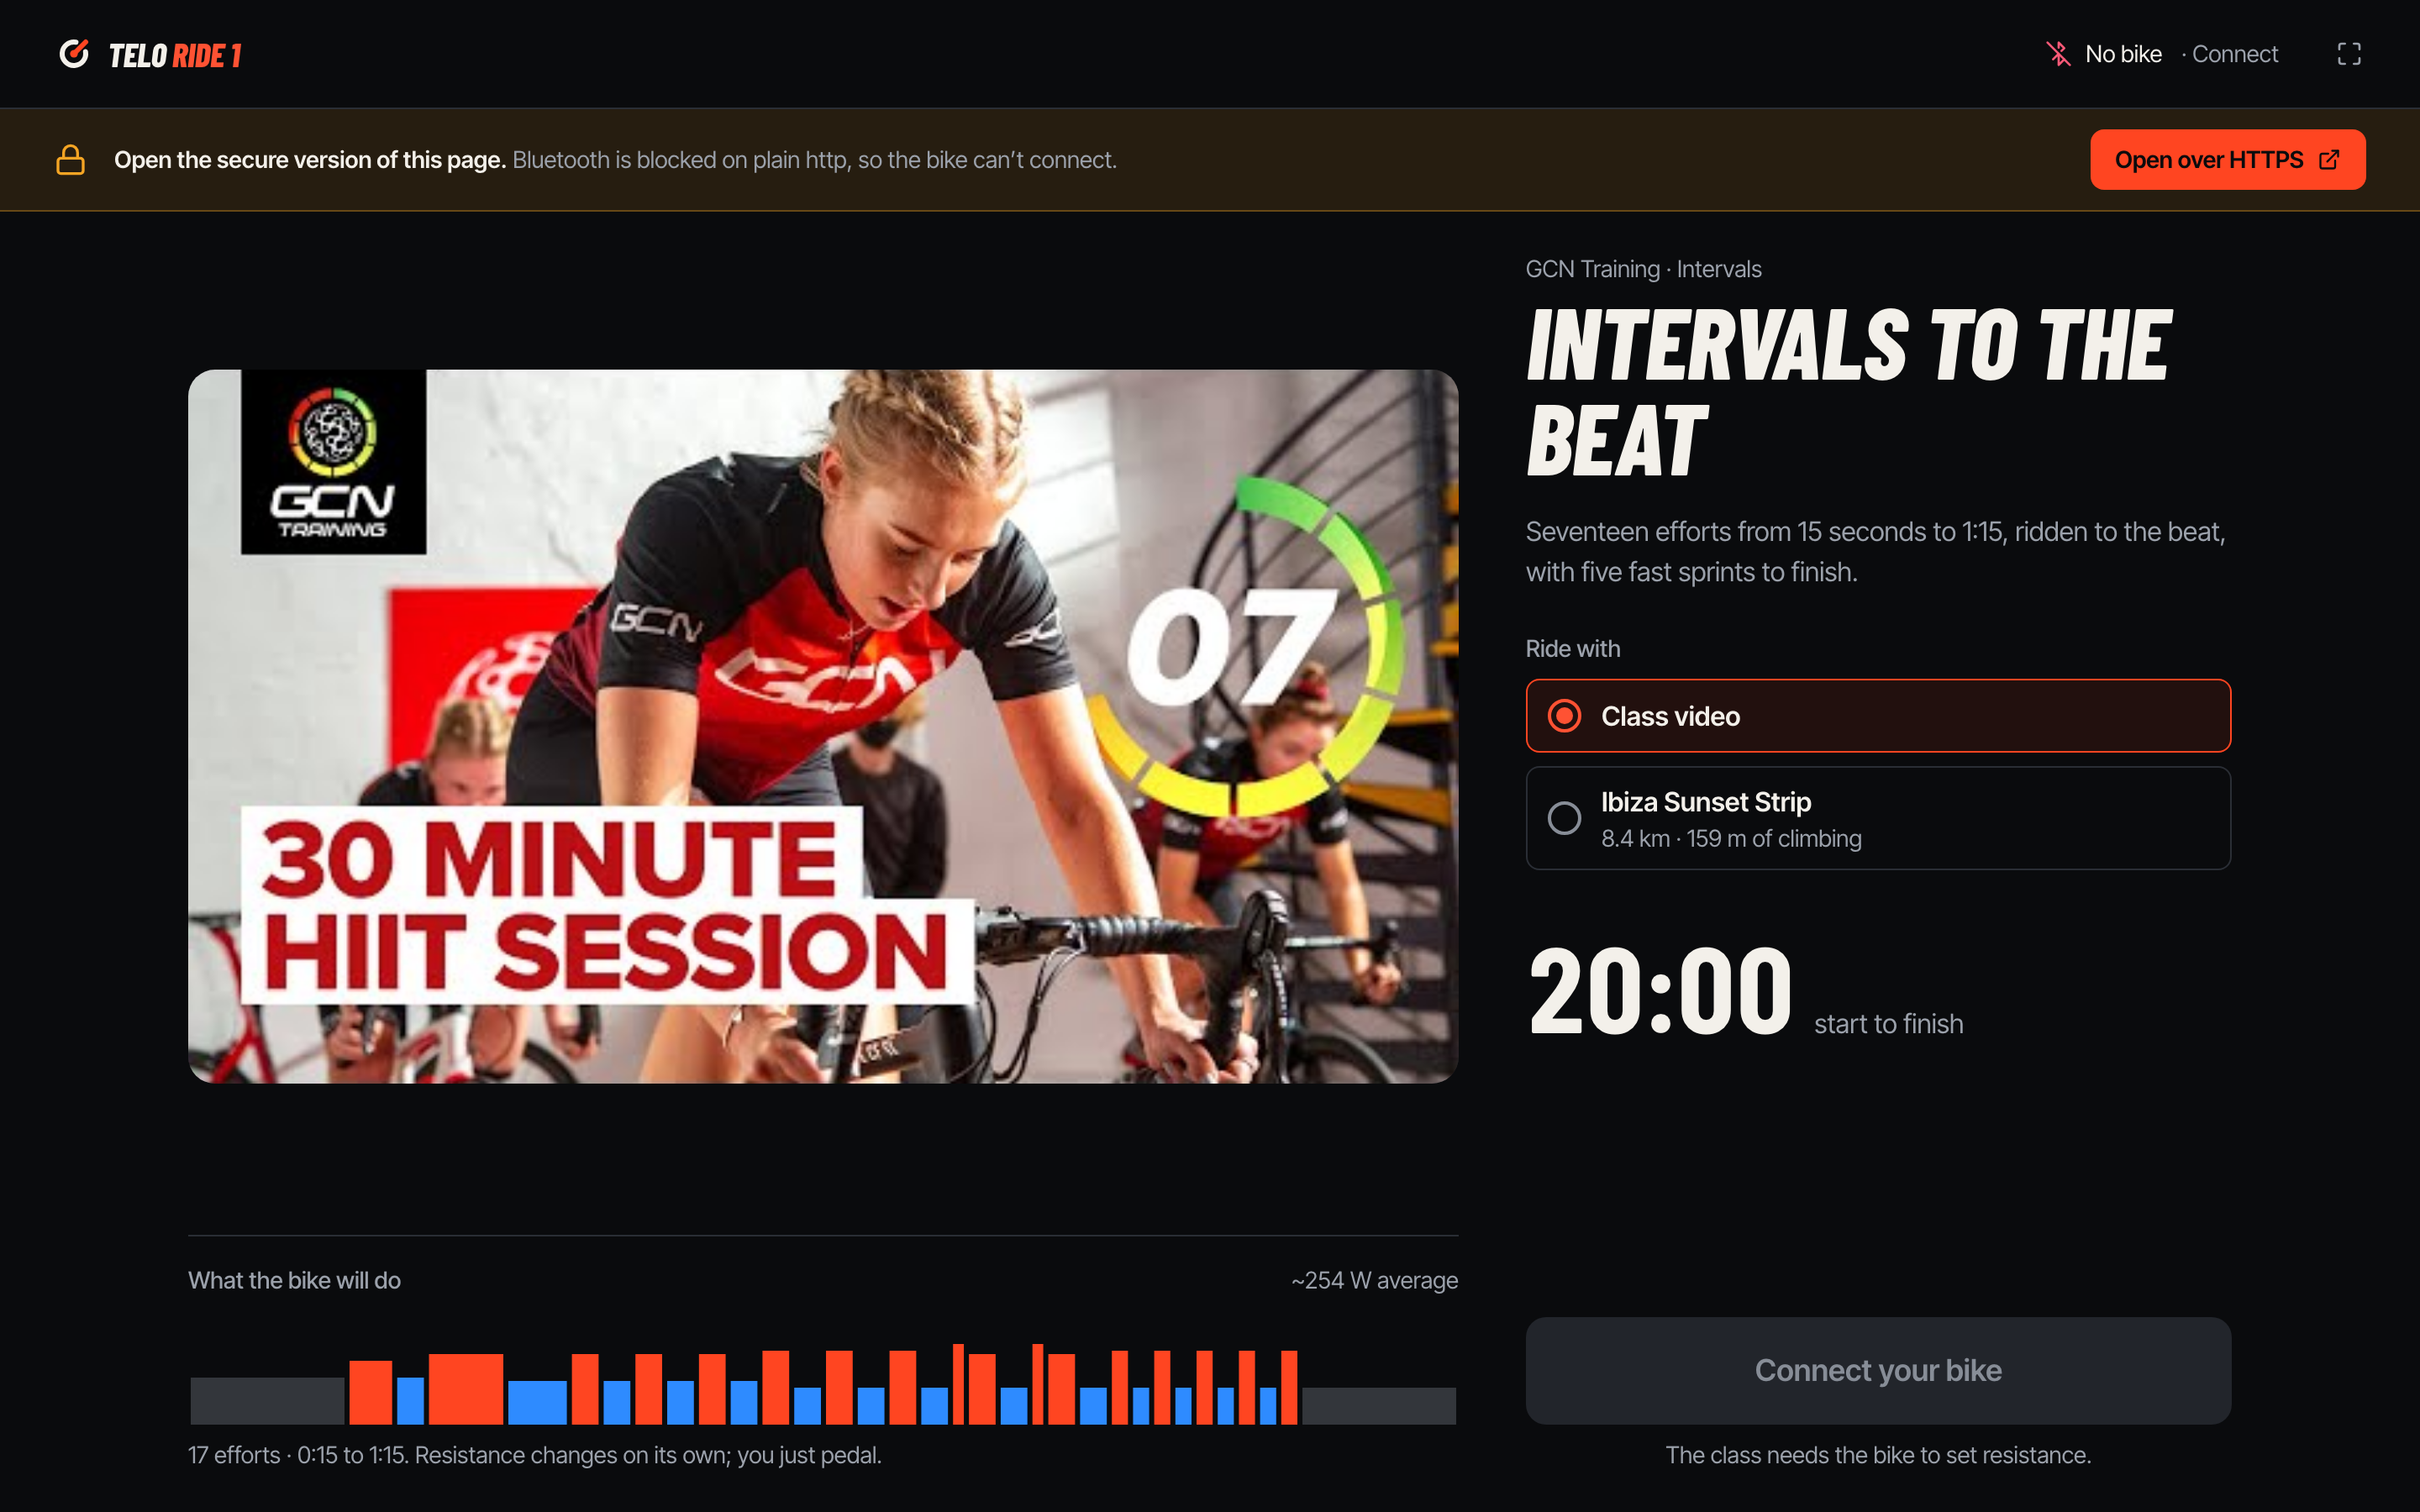 TELO RIDE 1
No bike · Connect
Open the secure version of this page. Bluetooth is blocked on plain http, so the bike can’t connect.
Open over HTTPS
GCN
TRAINING
GCN
GCN
07
30 MINUTE
HIIT SESSION
GCN Training · Intervals
INTERVALS TO THE
BEAT
Seventeen efforts from 15 seconds to 1:15, ridden to the beat,
with five fast sprints to finish.
Ride with
Class video
Ibiza Sunset Strip
8.4 km · 159 m of climbing
20:00 start to finish
What the bike will do
~254 W average
17 efforts · 0:15 to 1:15. Resistance changes on its own; you just pedal.
Connect your bike
The class needs the bike to set resistance.